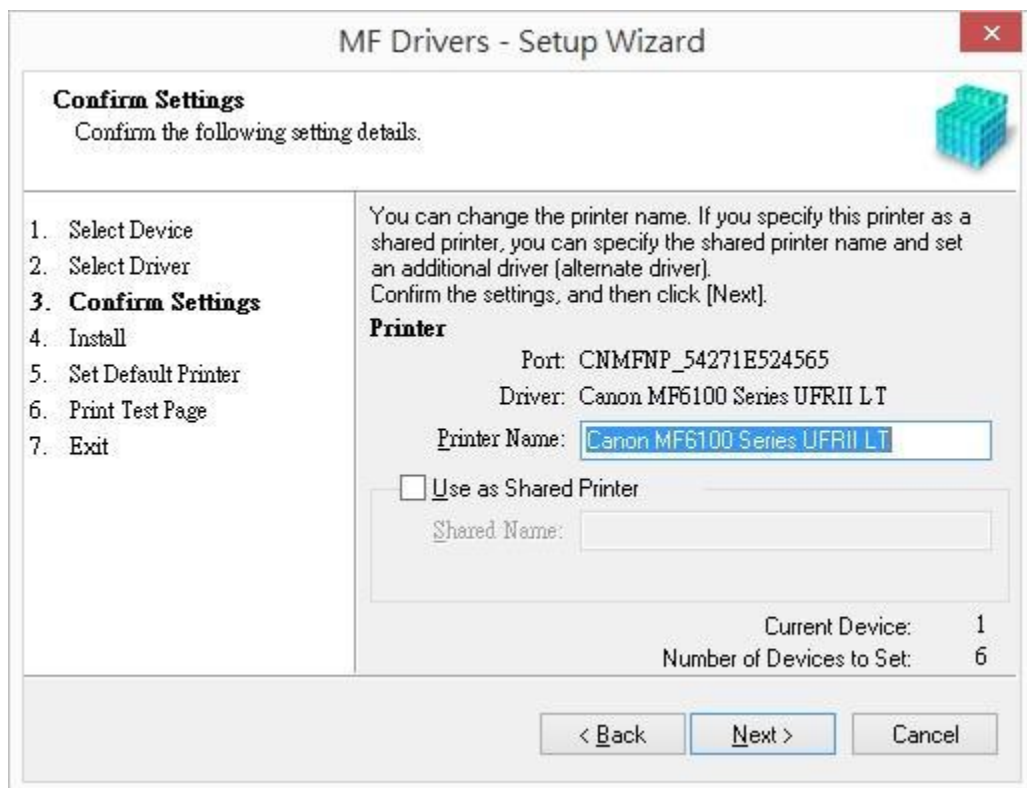 MF Drivers - Setup Wizard
Confirm Settings
Confirm the following setting details.
1. Select Device
2. Select Driver
3. Confirm Settings
4. Install
5. Set Default Printer
6. Print Test Page
7. Exit
You can change the printer name. If you specify this printer as a
shared printer, you can specify the shared printer name and set
an additional driver (alternate driver).
Confirm the settings, and then click [Next].
Printer
Port: CNMFNP_54271E524565
Driver: Canon MF6100 Series UFRII LT
Printer Name: Canon MF6100 Series UFRII LT
Use as Shared Printer
Shared Name:
Current Device: 1
Number of Devices to Set: 6
< Back Next > Cancel